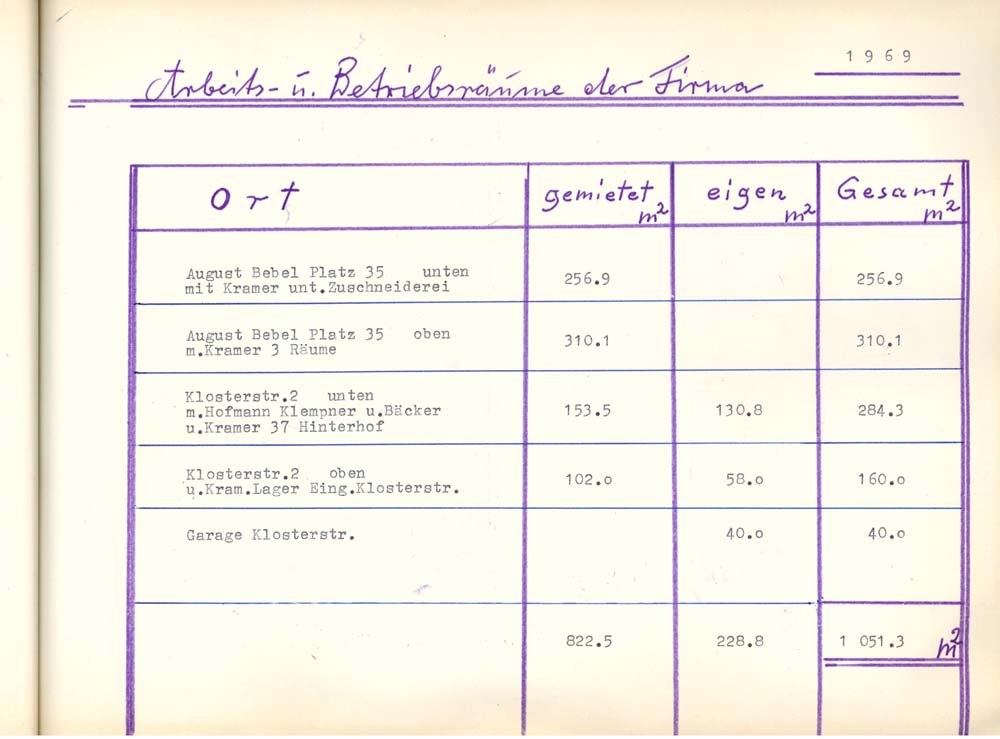 1969
Arbeits- u. Betriebsräume der Firma
Ort gemietet m² eigen m² Gesamt m²
August Bebel Platz 35 unten
mit Kramer unt.Zuschneiderei 256.9 256.9
August Bebel Platz 35 oben
m.Kramer 3 Räume 310.1 310.1
Klosterstr.2 unten
m.Hofmann Klempner u.Bäcker 153.5 130.8 284.3
u.Kramer 37 Hinterhof
Klosterstr.2 oben 102.o 58.o 160.o
u.Kram.Lager Eing.Klosterstr.
Garage Klosterstr. 40.o 40.o
822.5 228.8 1 051.3 m²